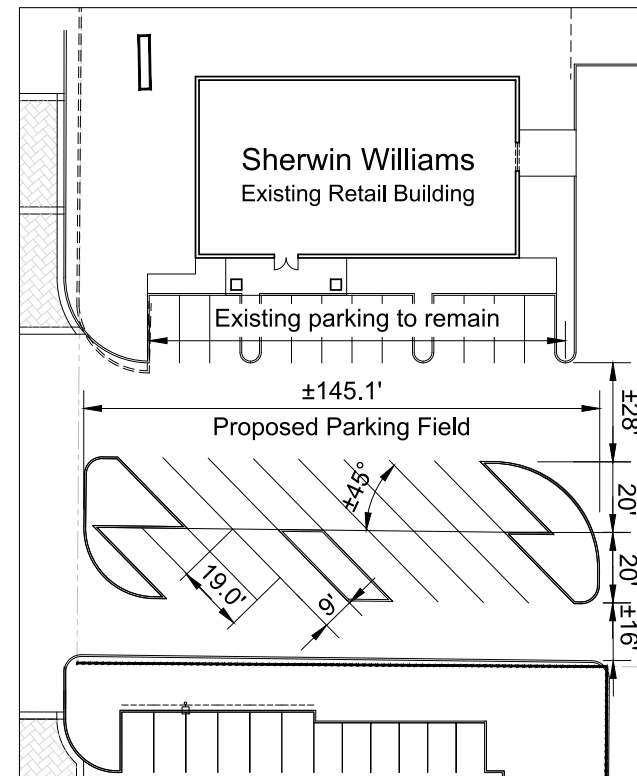 Sherwin Williams
Existing Retail Building
Existing parking to remain
±145.1'
Proposed Parking Field
±28'
±45°
20'
19.0'
9'
20'
±16'